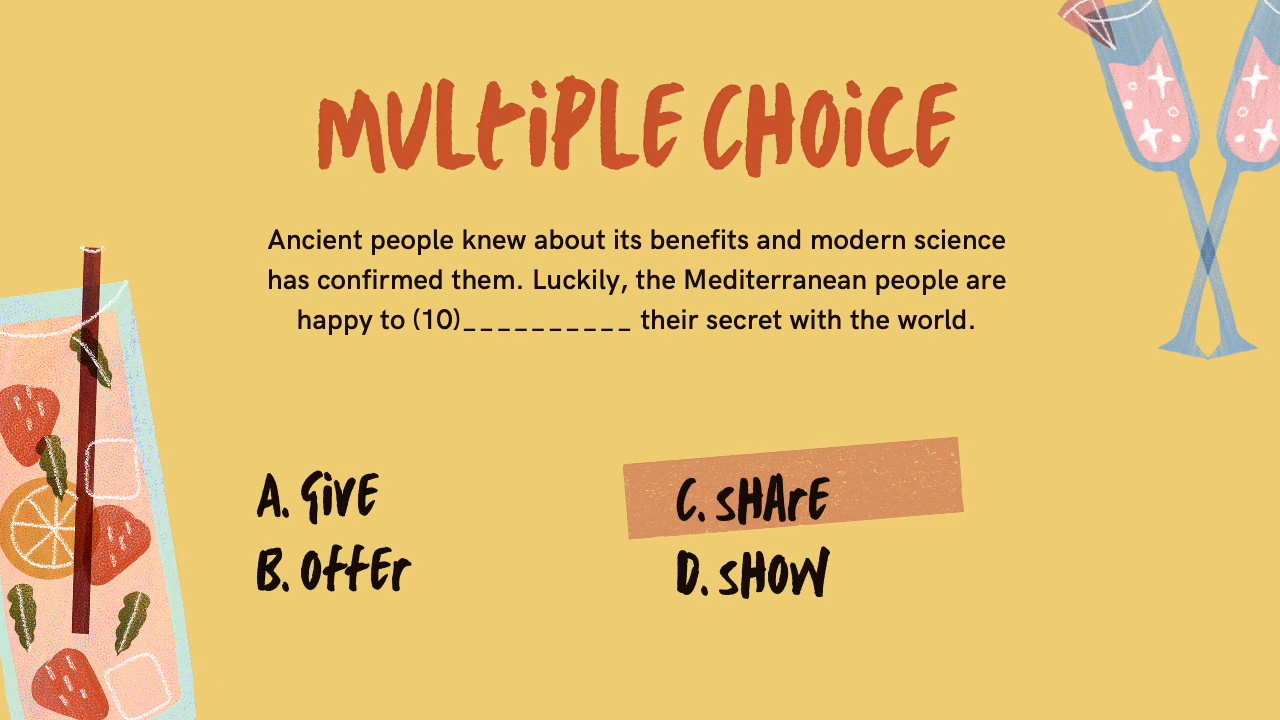 MULtiPLE CHOiCE
Ancient people knew about its benefits and modern science
has confirmed them. Luckily, the Mediterranean people are
happy to (10)__________ their secret with the world.
A. GivE
B. OffEr
C. sHArE
D. sHOW